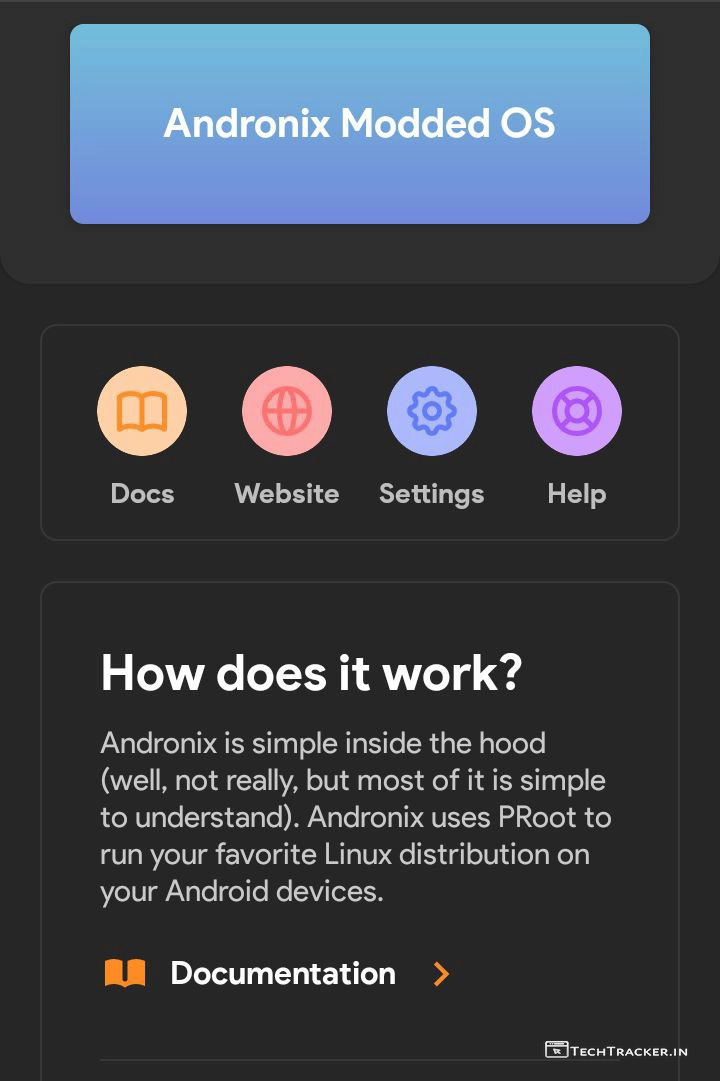 Andronix Modded OS
Docs
Website
Settings
Help
How does it work?
Andronix is simple inside the hood
(well, not really, but most of it is simple
to understand). Andronix uses PRoot to
run your favorite Linux distribution on
your Android devices.
Documentation
TechTracker.in